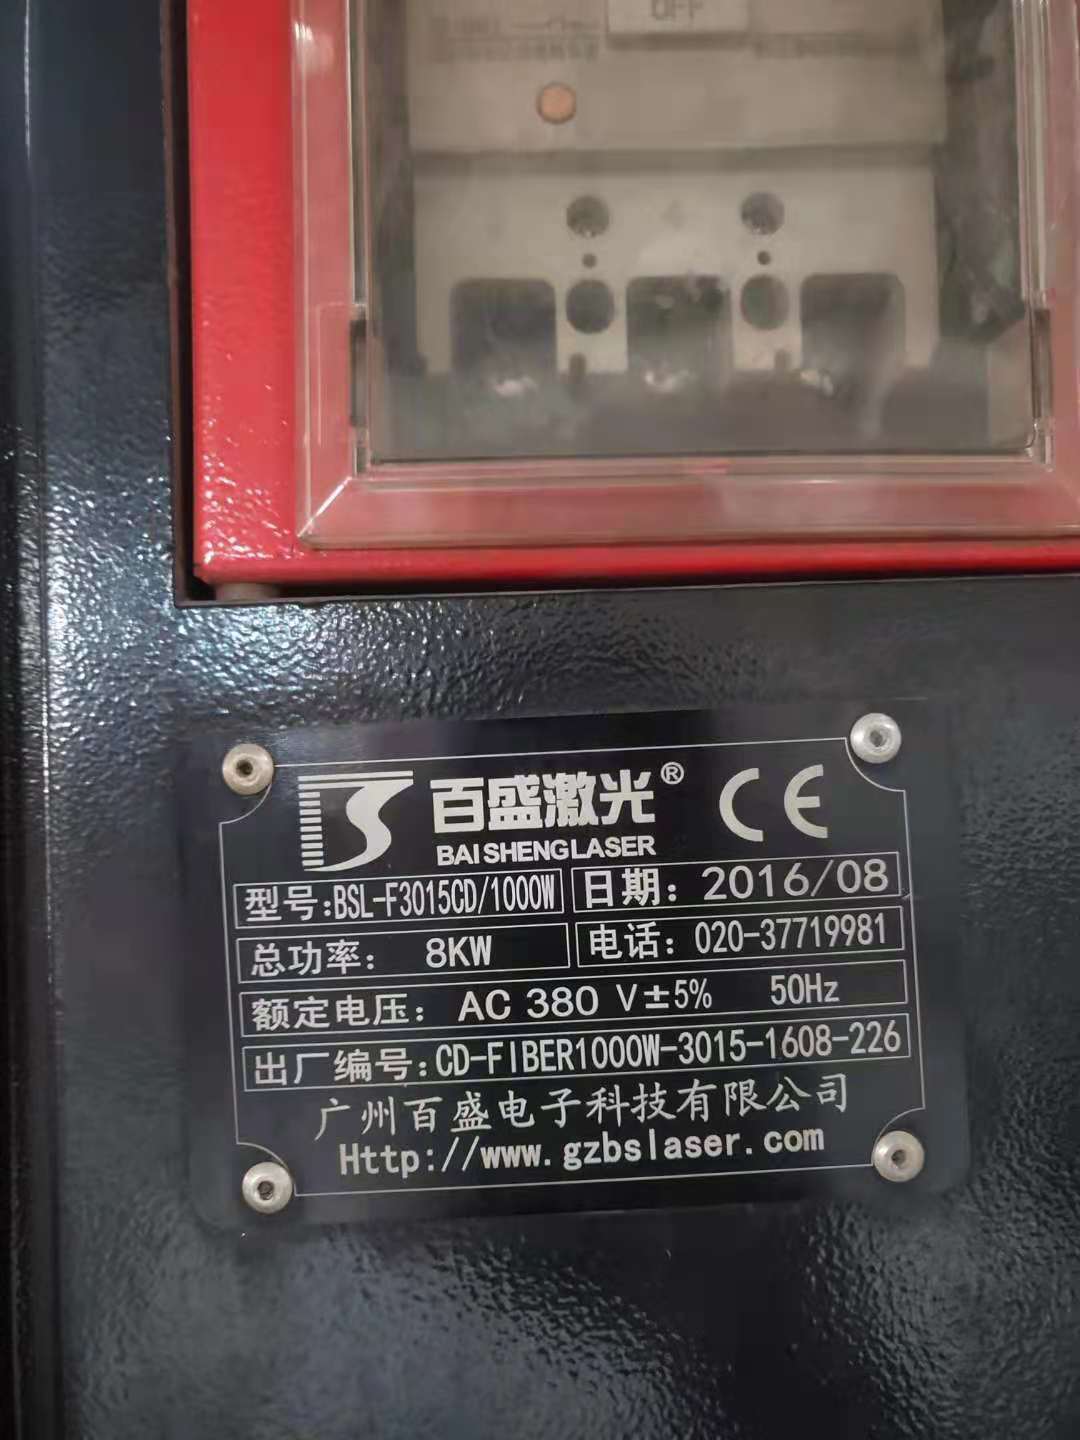 OFF
百盛激光® CE
BAISHENGLASER
型号:BSL-F3015CD/1000W 日期: 2016/08
总功率: 8KW 电话: 020-37719981
额定电压: AC 380 V±5% 50Hz
出厂编号:CD-FIBER1000W-3015-1608-226
广州百盛电子科技有限公司
Http://www.gzbslaser.com